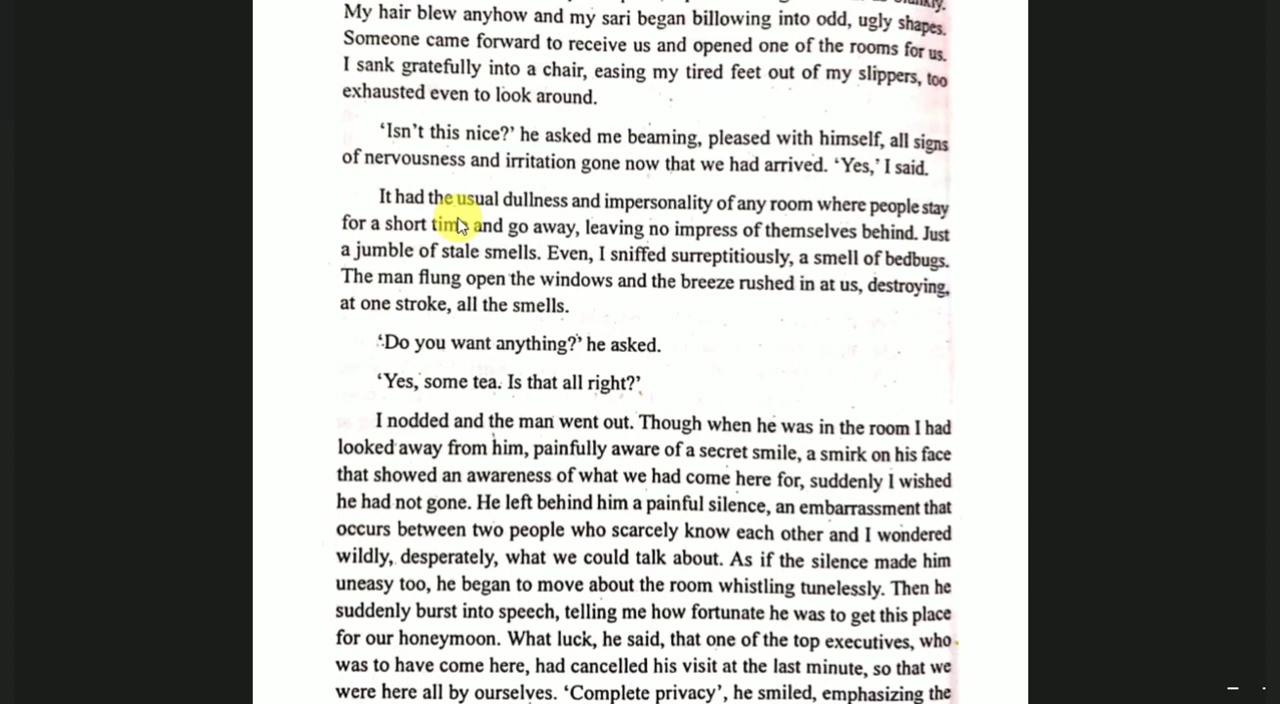 My hair blew anyhow and my sari began billowing into odd, ugly shapes.
Someone came forward to receive us and opened one of the rooms for us.
I sank gratefully into a chair, easing my tired feet out of my slippers, too
exhausted even to look around.
‘Isn’t this nice?’ he asked me beaming, pleased with himself, all signs
of nervousness and irritation gone now that we had arrived. ‘Yes,’ I said.
It had the usual dullness and impersonality of any room where people stay
for a short time and go away, leaving no impress of themselves behind. Just
a jumble of stale smells. Even, I sniffed surreptitiously, a smell of bedbugs.
The man flung open the windows and the breeze rushed in at us, destroying,
at one stroke, all the smells.
‘Do you want anything?’ he asked.
‘Yes, some tea. Is that all right?’
I nodded and the man went out. Though when he was in the room I had
looked away from him, painfully aware of a secret smile, a smirk on his face
that showed an awareness of what we had come here for, suddenly I wished
he had not gone. He left behind him a painful silence, an embarrassment that
occurs between two people who scarcely know each other and I wondered
wildly, desperately, what we could talk about. As if the silence made him
uneasy too, he began to move about the room whistling tunelessly. Then he
suddenly burst into speech, telling me how fortunate he was to get this place
for our honeymoon. What luck, he said, that one of the top executives, who
was to have come here, had cancelled his visit at the last minute, so that we
were here all by ourselves. ‘Complete privacy’, he smiled, emphasizing the